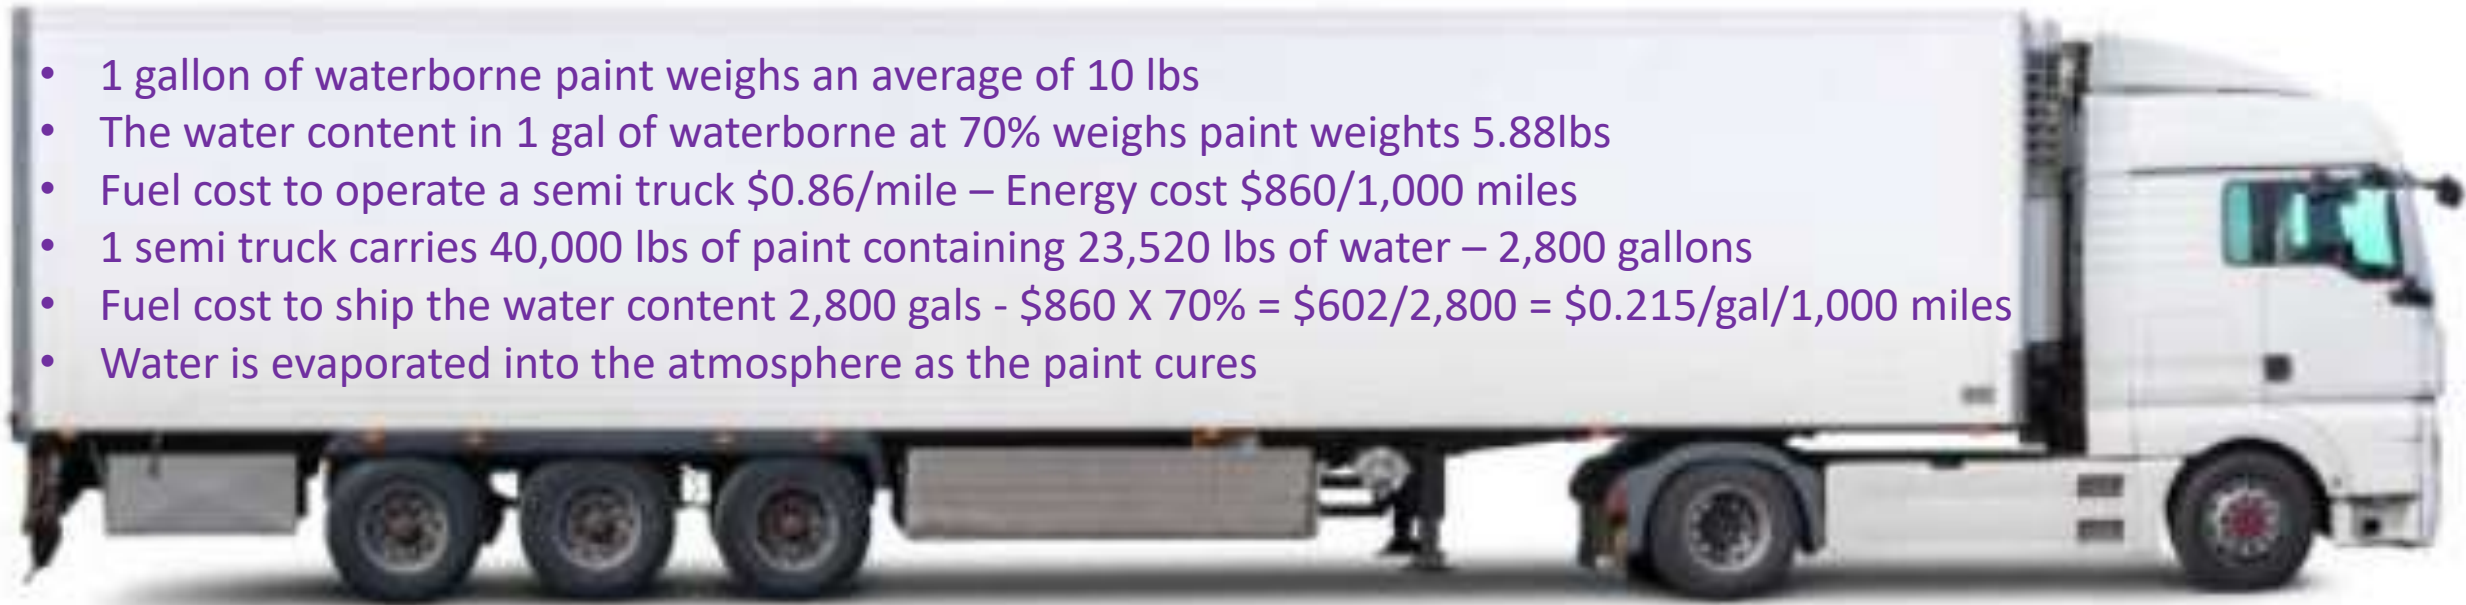 • 1 gallon of waterborne paint weighs an average of 10 lbs
• The water content in 1 gal of waterborne at 70% weighs paint weights 5.88lbs
• Fuel cost to operate a semi truck $0.86/mile – Energy cost $860/1,000 miles
• 1 semi truck carries 40,000 lbs of paint containing 23,520 lbs of water – 2,800 gallons
• Fuel cost to ship the water content 2,800 gals - $860 X 70% = $602/2,800 = $0.215/gal/1,000 miles
• Water is evaporated into the atmosphere as the paint cures